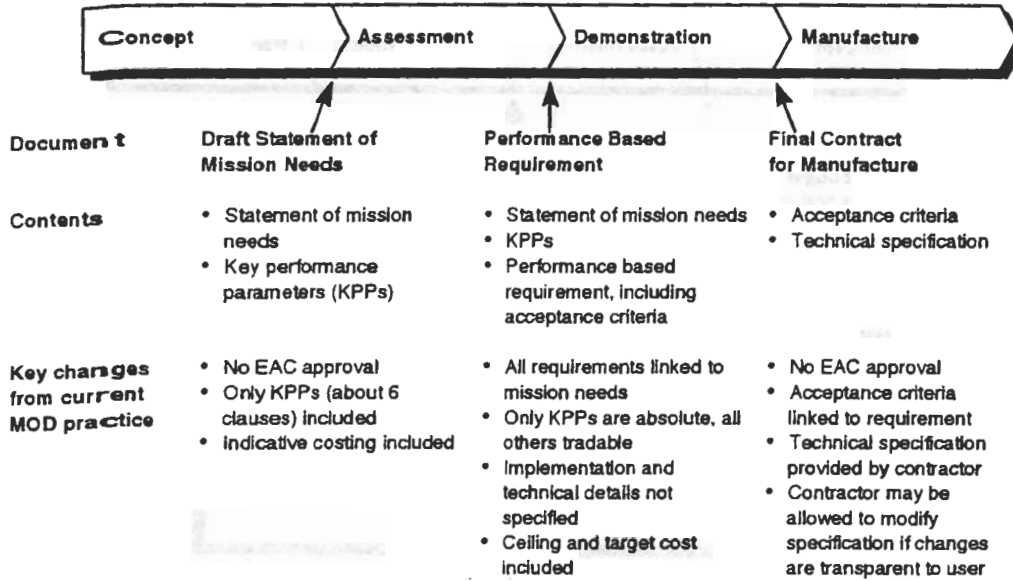 Concept
Assessment
Demonstration
Manufacture
Document
Draft Statement of
Mission Needs
Performance Based
Requirement
Final Contract
for Manufacture
Contents
• Statement of mission
needs
• Key performance
parameters (KPPs)
• Statement of mission needs
• KPPs
• Performance based
requirement, including
acceptance criteria
• Acceptance criteria
• Technical specification
Key changes
from current
MOD practice
• No EAC approval
• Only KPPs (about 6
clauses) included
• Indicative costing included
• All requirements linked to
mission needs
• Only KPPs are absolute, all
others tradable
• Implementation and
technical details not
specified
• Ceiling and target cost
included
• No EAC approval
• Acceptance criteria
linked to requirement
• Technical specification
provided by contractor
• Contractor may be
allowed to modify
specification if changes
are transparent to user